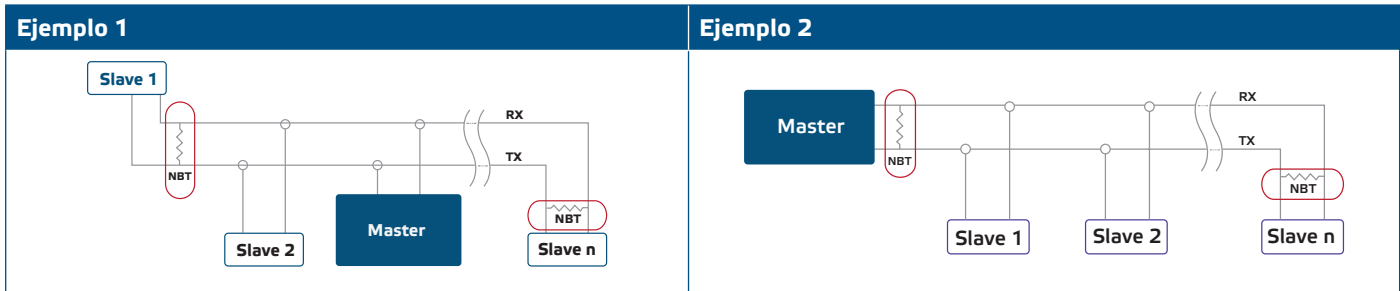 Ejemplo 1
Slave 1
RX
TX
NBT
NBT
Slave 2
Master
Slave n
Ejemplo 2
Master
RX
TX
NBT
NBT
Slave 1
Slave 2
Slave n